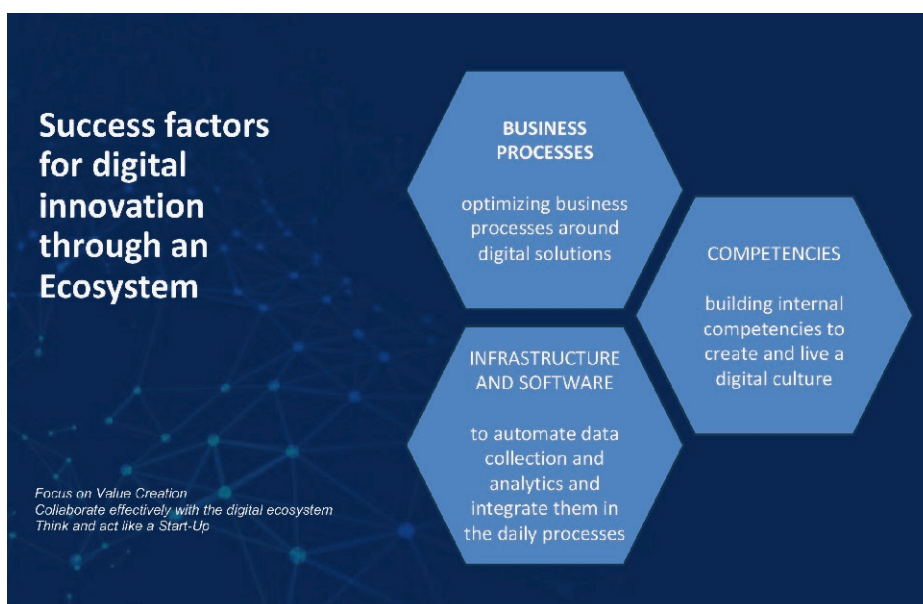 Success factors
for digital
innovation
through an
Ecosystem
BUSINESS
PROCESSES
optimizing business
processes around
digital solutions
COMPETENCIES
building internal
competencies to
create and live a
digital culture
INFRASTRUCTURE
AND SOFTWARE
to automate data
collection and
analytics and
integrate them in
the daily processes
Focus on Value Creation
Collaborate effectively with the digital ecosystem
Think and act like a Start-Up